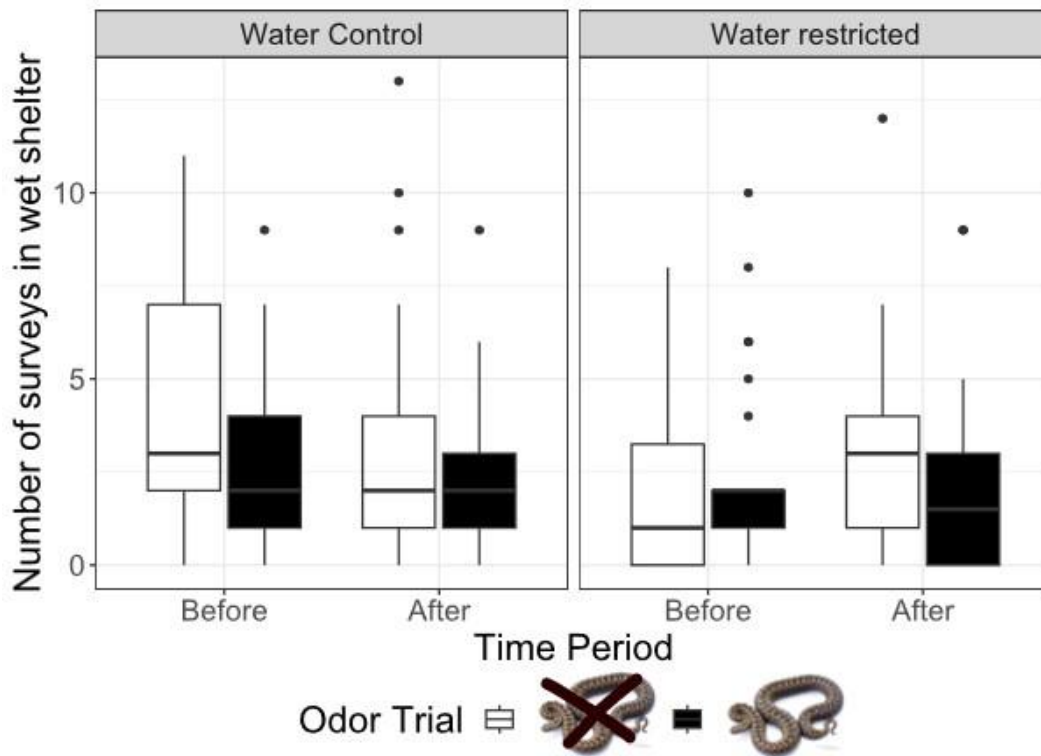 Water Control
Water restricted
Number of surveys in wet shelter
10
5
0
Before
After
Before
After
Time Period
Odor Trial